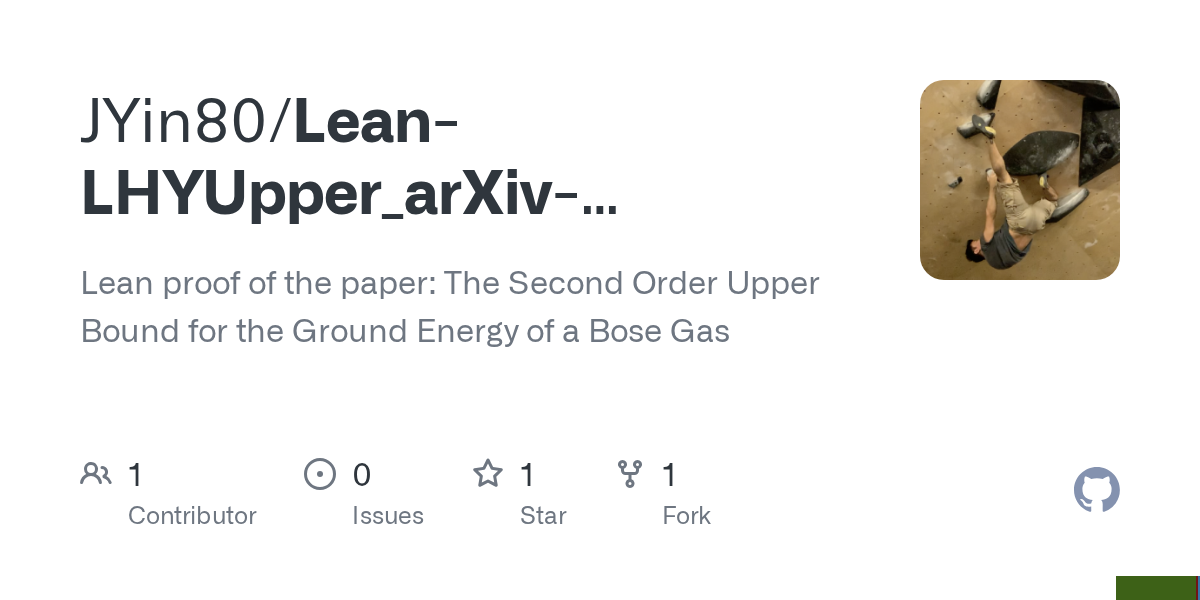 JYin80/Lean-
LHYUpper_arXiv-...
Lean proof of the paper: The Second Order Upper
Bound for the Ground Energy of a Bose Gas
1 0 1 1
Contributor Issues Star Fork